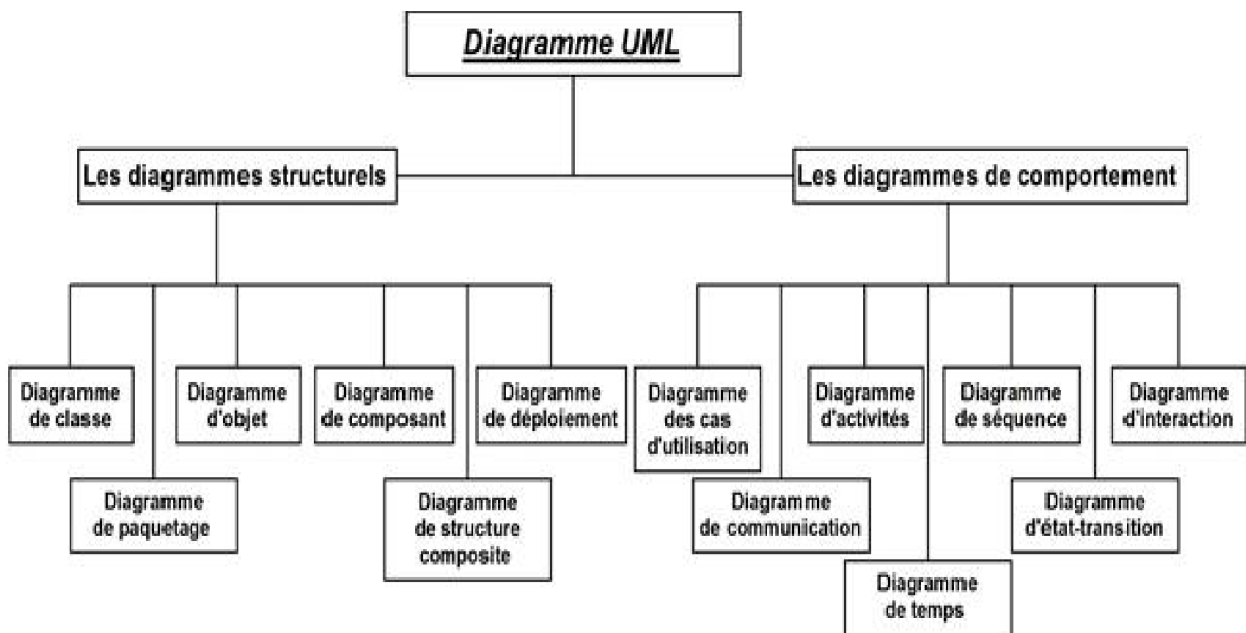 Diagramme UML
Les diagrammes structurels
Les diagrammes de comportement
Diagramme
de classe
Diagramme
d'objet
Diagramme
de composant
Diagramme
de déploiement
Diagramme
des cas
d'utilisation
Diagramme
d'activités
Diagramme
de séquence
Diagramme
d'interaction
Diagramme
de paquetage
Diagramme
de structure
composite
Diagramme
de communication
Diagramme
d'état-transition
Diagramme
de temps